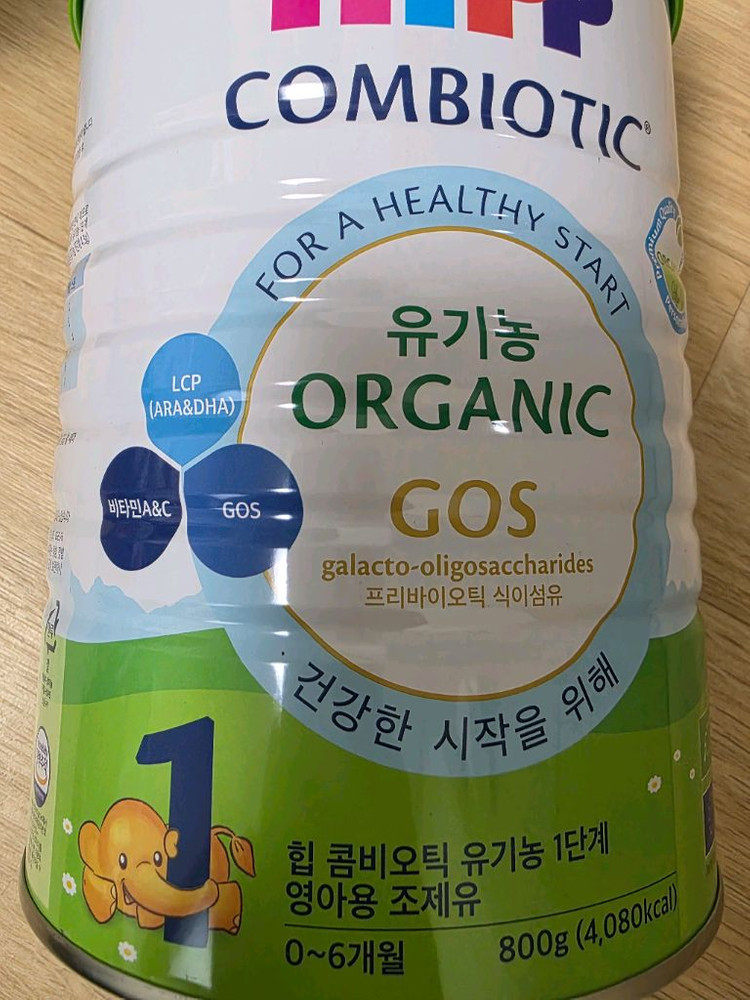 HiPP
COMBIOTIC®
FOR A HEALTHY START
유기농
ORGANIC
GOS
galacto-oligosaccharides
프리바이오틱 식이섬유
LCP
(ARA&DHA)
비타민A&C
GOS
건강한 시작을 위해
Premium Quality
1
힙 콤비오틱 유기농 1단계
영아용 조제유
0~6개월
800g (4,080kcal)